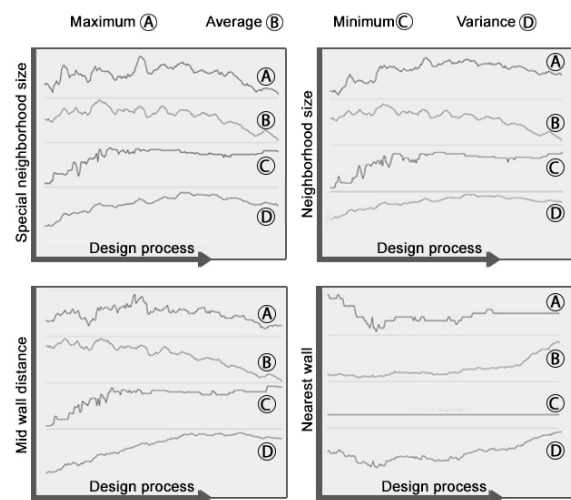 Maximum Ⓐ Average Ⓑ Minimum Ⓒ Variance Ⓓ
Special neighborhood size
Ⓐ
Ⓑ
Ⓒ
Ⓓ
Design process
Neighborhood size
Ⓐ
Ⓑ
Ⓒ
Ⓓ
Design process
Mid wall distance
Ⓐ
Ⓑ
Ⓒ
Ⓓ
Design process
Nearest wall
Ⓐ
Ⓑ
Ⓒ
Ⓓ
Design process